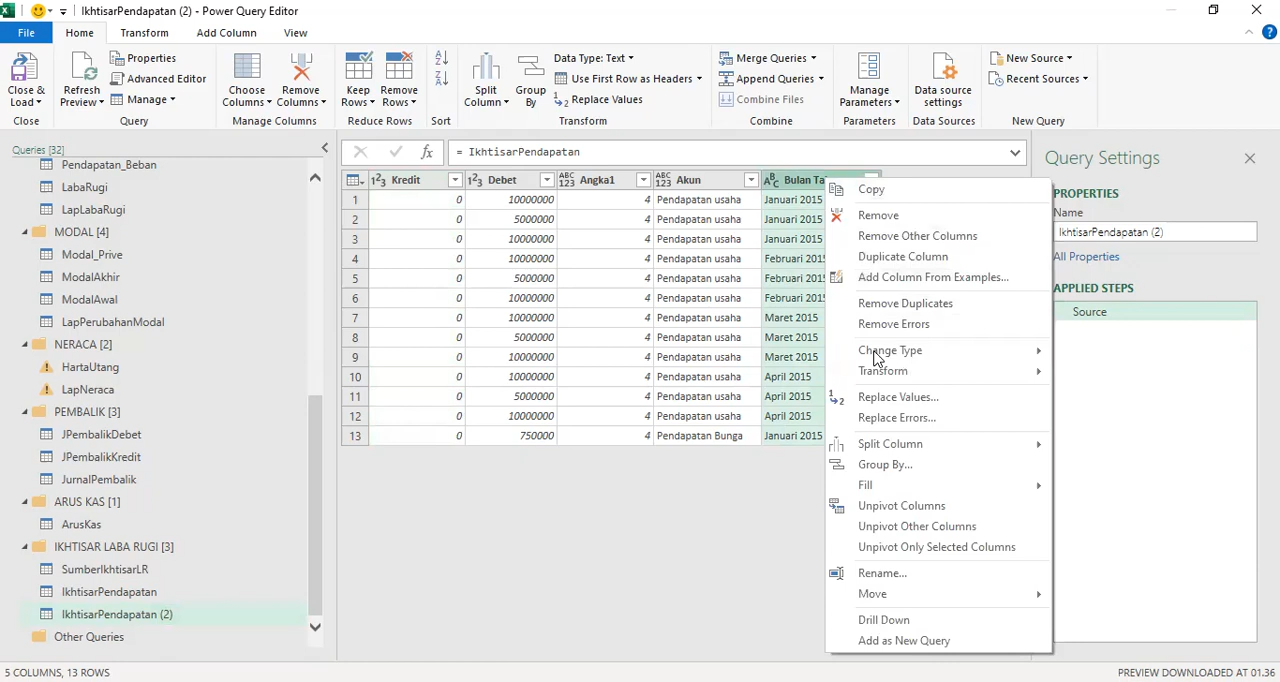 IkhtisarPendapatan (2) - Power Query Editor
File Home Transform Add Column View
Close & Load
Close
Refresh Preview
Properties
Advanced Editor
Manage
Query
Choose Columns
Remove Columns
Manage Columns
Keep Rows
Remove Rows
Reduce Rows
Sort
Split Column
Group By
Data Type: Text
Use First Row as Headers
Replace Values
Transform
Merge Queries
Append Queries
Combine Files
Combine
Manage Parameters
Parameters
Data source settings
Data Sources
New Source
Recent Sources
New Query
Queries [32]
Pendapatan_Beban
LabaRugi
LapLabaRugi
MODAL [4]
Modal_Prive
ModalAkhir
ModalAwal
LapPerubahanModal
NERACA [2]
HartaUtang
LapNeraca
PEMBALIK [3]
JPembalikDebet
JPembalikKredit
JurnalPembalik
ARUS KAS [1]
ArusKas
IKHTISAR LABA RUGI [3]
SumberIkhtisarLR
IkhtisarPendapatan
IkhtisarPendapatan (2)
Other Queries
fx = IkhtisarPendapatan
123 Kredit 123 Debet ABC 123 Angka1 ABC 123 Akun ABC Bulan
1 0 10000000 4 Pendapatan usaha Januari 2015
2 0 5000000 4 Pendapatan usaha Januari 2015
3 0 10000000 4 Pendapatan usaha Januari 2015
4 0 10000000 4 Pendapatan usaha Februari 2015
5 0 5000000 4 Pendapatan usaha Februari 2015
6 0 10000000 4 Pendapatan usaha Februari 2015
7 0 10000000 4 Pendapatan usaha Maret 2015
8 0 5000000 4 Pendapatan usaha Maret 2015
9 0 10000000 4 Pendapatan usaha Maret 2015
10 0 10000000 4 Pendapatan usaha April 2015
11 0 5000000 4 Pendapatan usaha April 2015
12 0 10000000 4 Pendapatan usaha April 2015
13 0 750000 4 Pendapatan Bunga Januari 2015
Copy
Remove
Remove Other Columns
Duplicate Column
Add Column From Examples...
Remove Duplicates
Remove Errors
Change Type
Transform
Replace Values...
Replace Errors...
Split Column
Group By...
Fill
Unpivot Columns
Unpivot Other Columns
Unpivot Only Selected Columns
Rename...
Move
Drill Down
Add as New Query
Query Settings
PROPERTIES
Name
IkhtisarPendapatan (2)
All Properties
APPLIED STEPS
Source
5 COLUMNS, 13 ROWS
PREVIEW DOWNLOADED AT 01.36